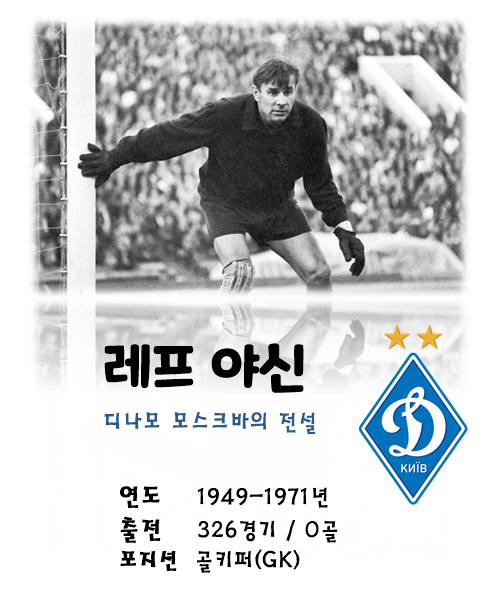 레프 야신
디나모 모스크바의 전설
Д
КИЇВ
연도 1949-1971년
출전 326경기 / 0골
포지션 골키퍼(GK)